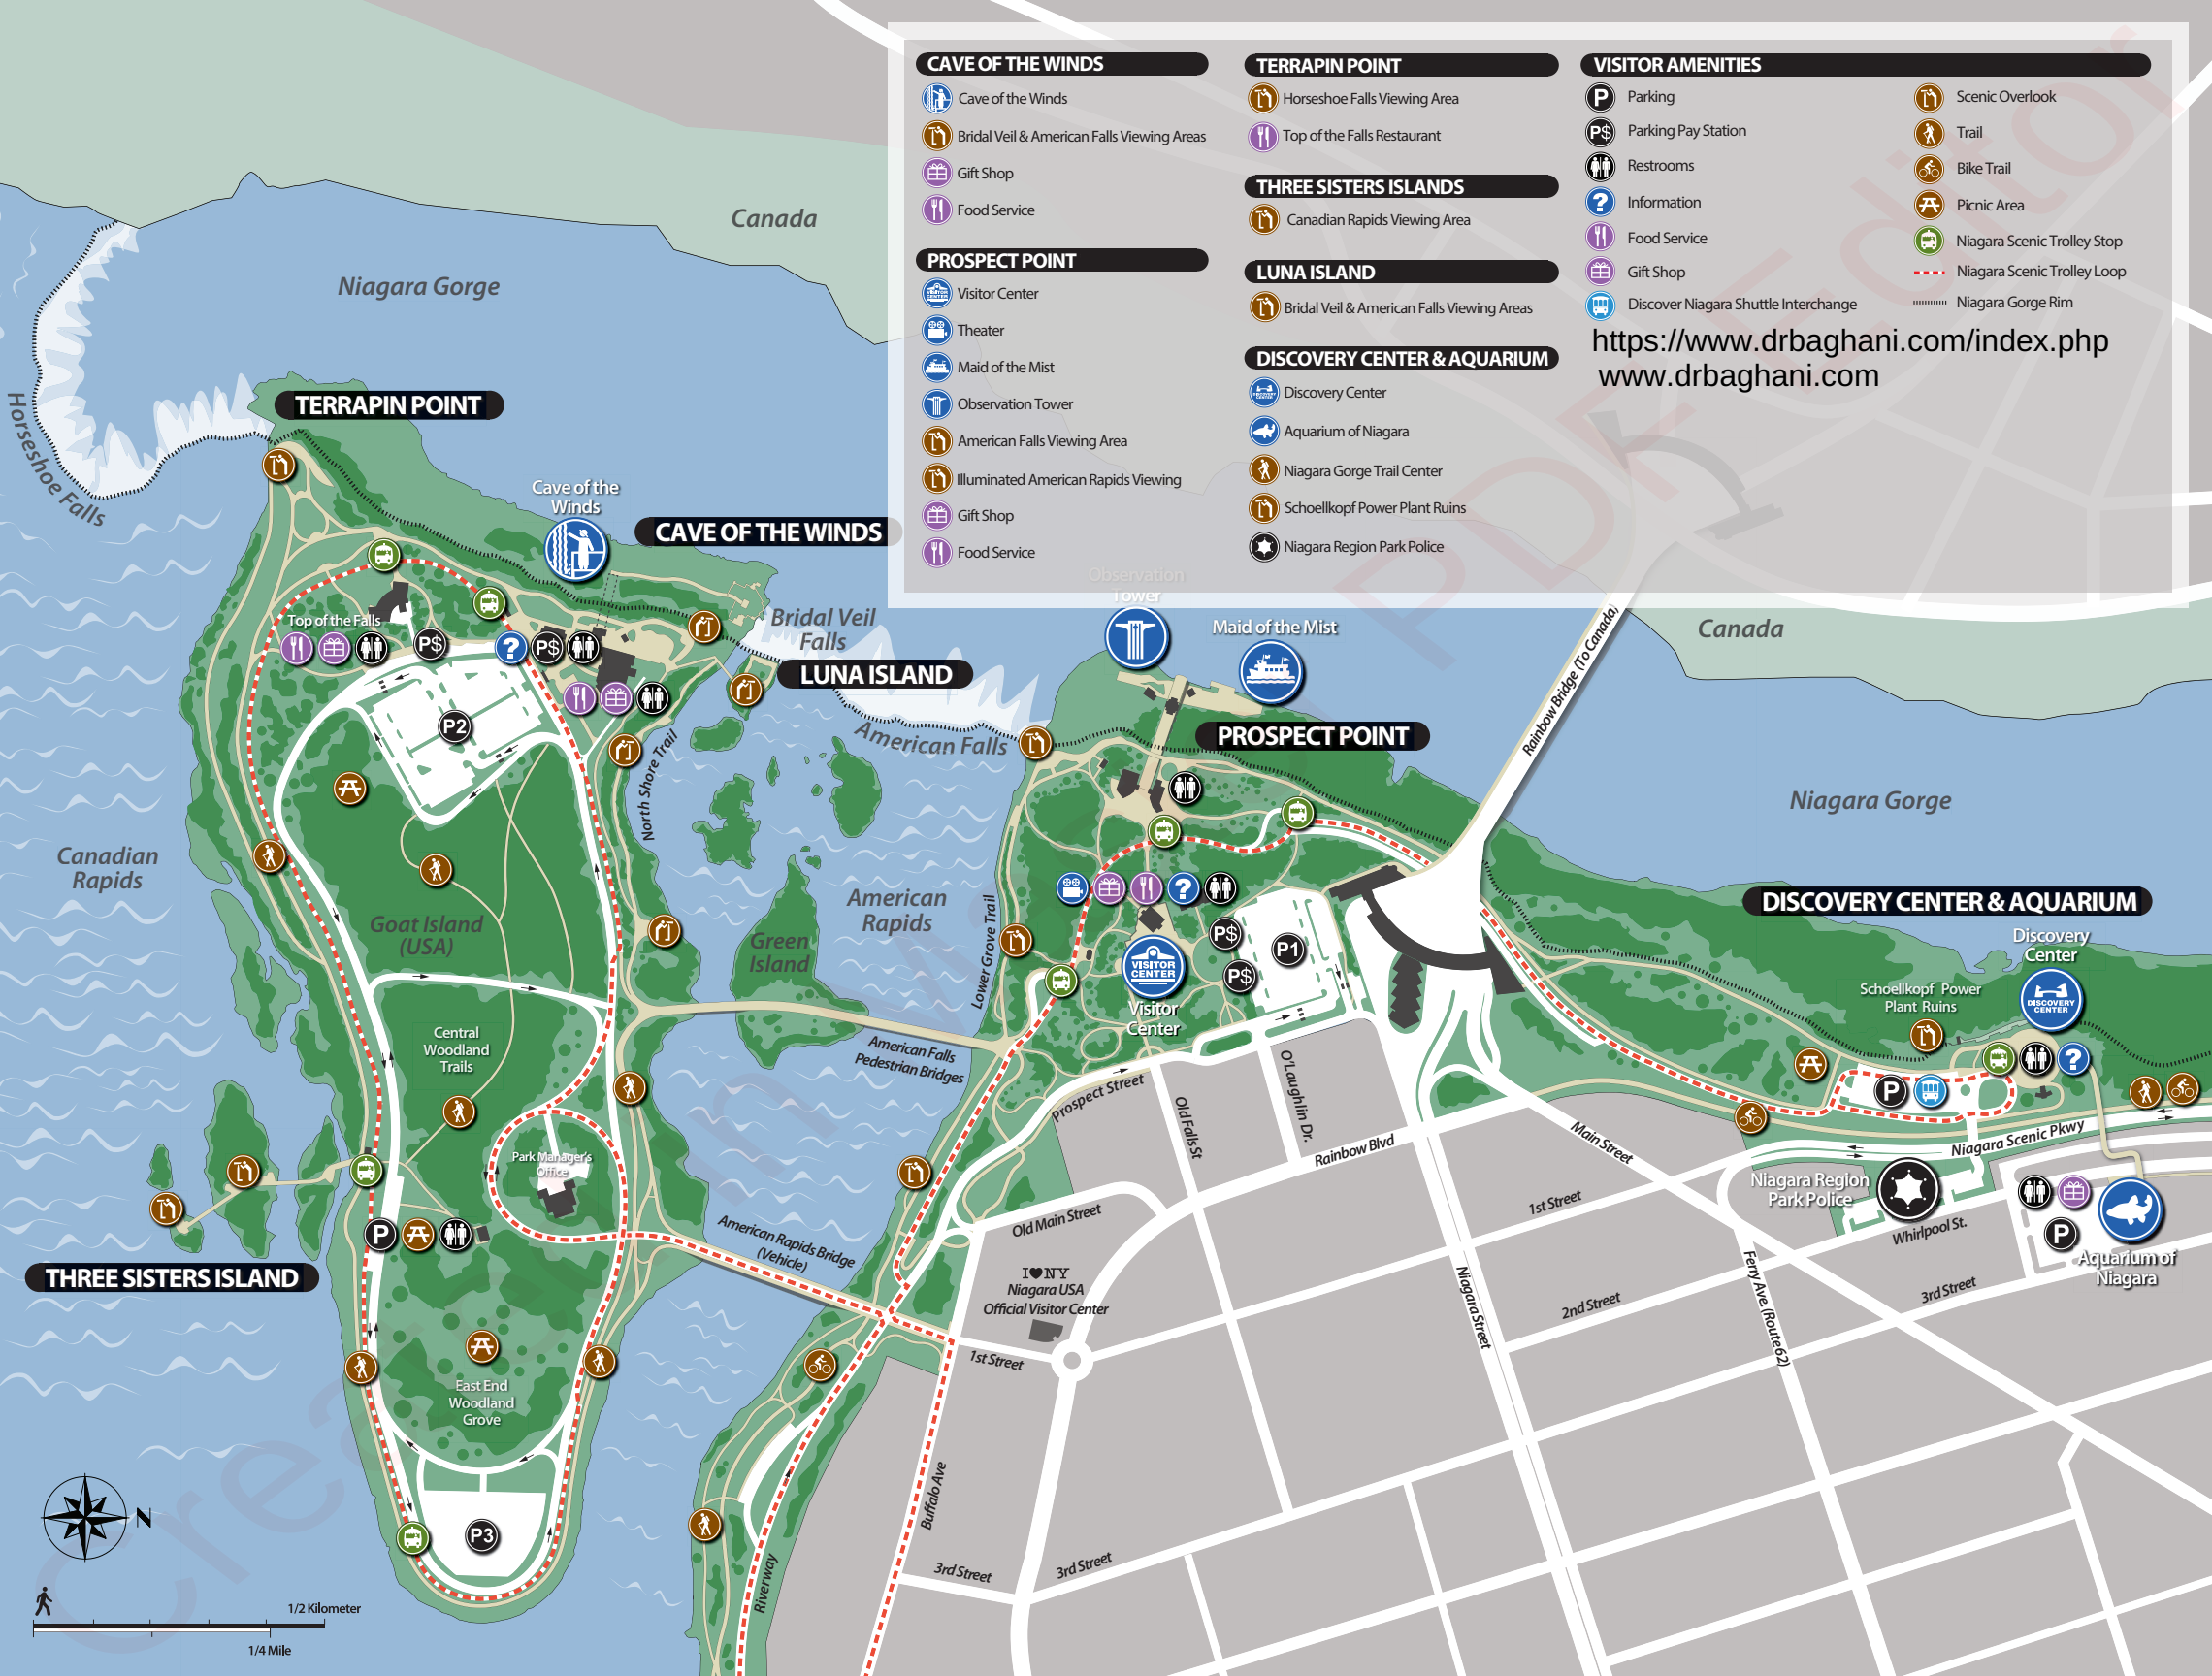 CAVE OF THE WINDS
Cave of the Winds
Bridal Veil & American Falls Viewing Areas
Gift Shop
Food Service
PROSPECT POINT
Visitor Center
Theater
Maid of the Mist
Observation Tower
American Falls Viewing Area
Illuminated American Rapids Viewing
Gift Shop
Food Service
TERRAPIN POINT
Horseshoe Falls Viewing Area
Top of the Falls Restaurant
THREE SISTERS ISLANDS
Canadian Rapids Viewing Area
LUNA ISLAND
Bridal Veil & American Falls Viewing Areas
DISCOVERY CENTER & AQUARIUM
Discovery Center
Aquarium of Niagara
Niagara Gorge Trail Center
Schoellkopf Power Plant Ruins
Niagara Region Park Police
VISITOR AMENITIES
P Parking
P$ Parking Pay Station
Restrooms
? Information
Food Service
Gift Shop
Discover Niagara Shuttle Interchange
Scenic Overlook
Trail
Bike Trail
Picnic Area
Niagara Scenic Trolley Stop
Niagara Scenic Trolley Loop
Niagara Gorge Rim
https://www.drbaghani.com/index.php
www.drbaghani.com
Canada
Niagara Gorge
Horseshoe Falls
TERRAPIN POINT
Cave of the
Winds
CAVE OF THE WINDS
Bridal Veil
Falls
LUNA ISLAND
American Falls
Top of the Falls
P$
?
P$
P2
North Shore Trail
Canadian
Rapids
Goat Island
(USA)
Green
Island
American
Rapids
Lower Grove Trail
Central
Woodland
Trails
American Falls
Pedestrian Bridges
Park Manager's
Office
P
THREE SISTERS ISLAND
American Rapids Bridge
(Vehicle)
East End
Woodland
Grove
P3
N
1/2 Kilometer
1/4 Mile
Observation
Tower
Maid of the Mist
PROSPECT POINT
Rainbow Bridge (To Canada)
Canada
Niagara Gorge
?
P$
P$
P1
VISITOR
CENTER
Visitor
Center
Prospect Street
Old Falls St
O'Laughlin Dr.
Rainbow Blvd
Main Street
Old Main Street
I♥NY
Niagara USA
Official Visitor Center
1st Street
1st Street
2nd Street
3rd Street
3rd Street
3rd Street
Niagara Street
Ferry Ave. (Route 62)
Buffalo Ave
Riverway
DISCOVERY CENTER & AQUARIUM
Discovery
Center
DISCOVERY
CENTER
Schoellkopf Power
Plant Ruins
?
P
Niagara Scenic Pkwy
Niagara Region
Park Police
Whirlpool St.
P
Aquarium of
Niagara